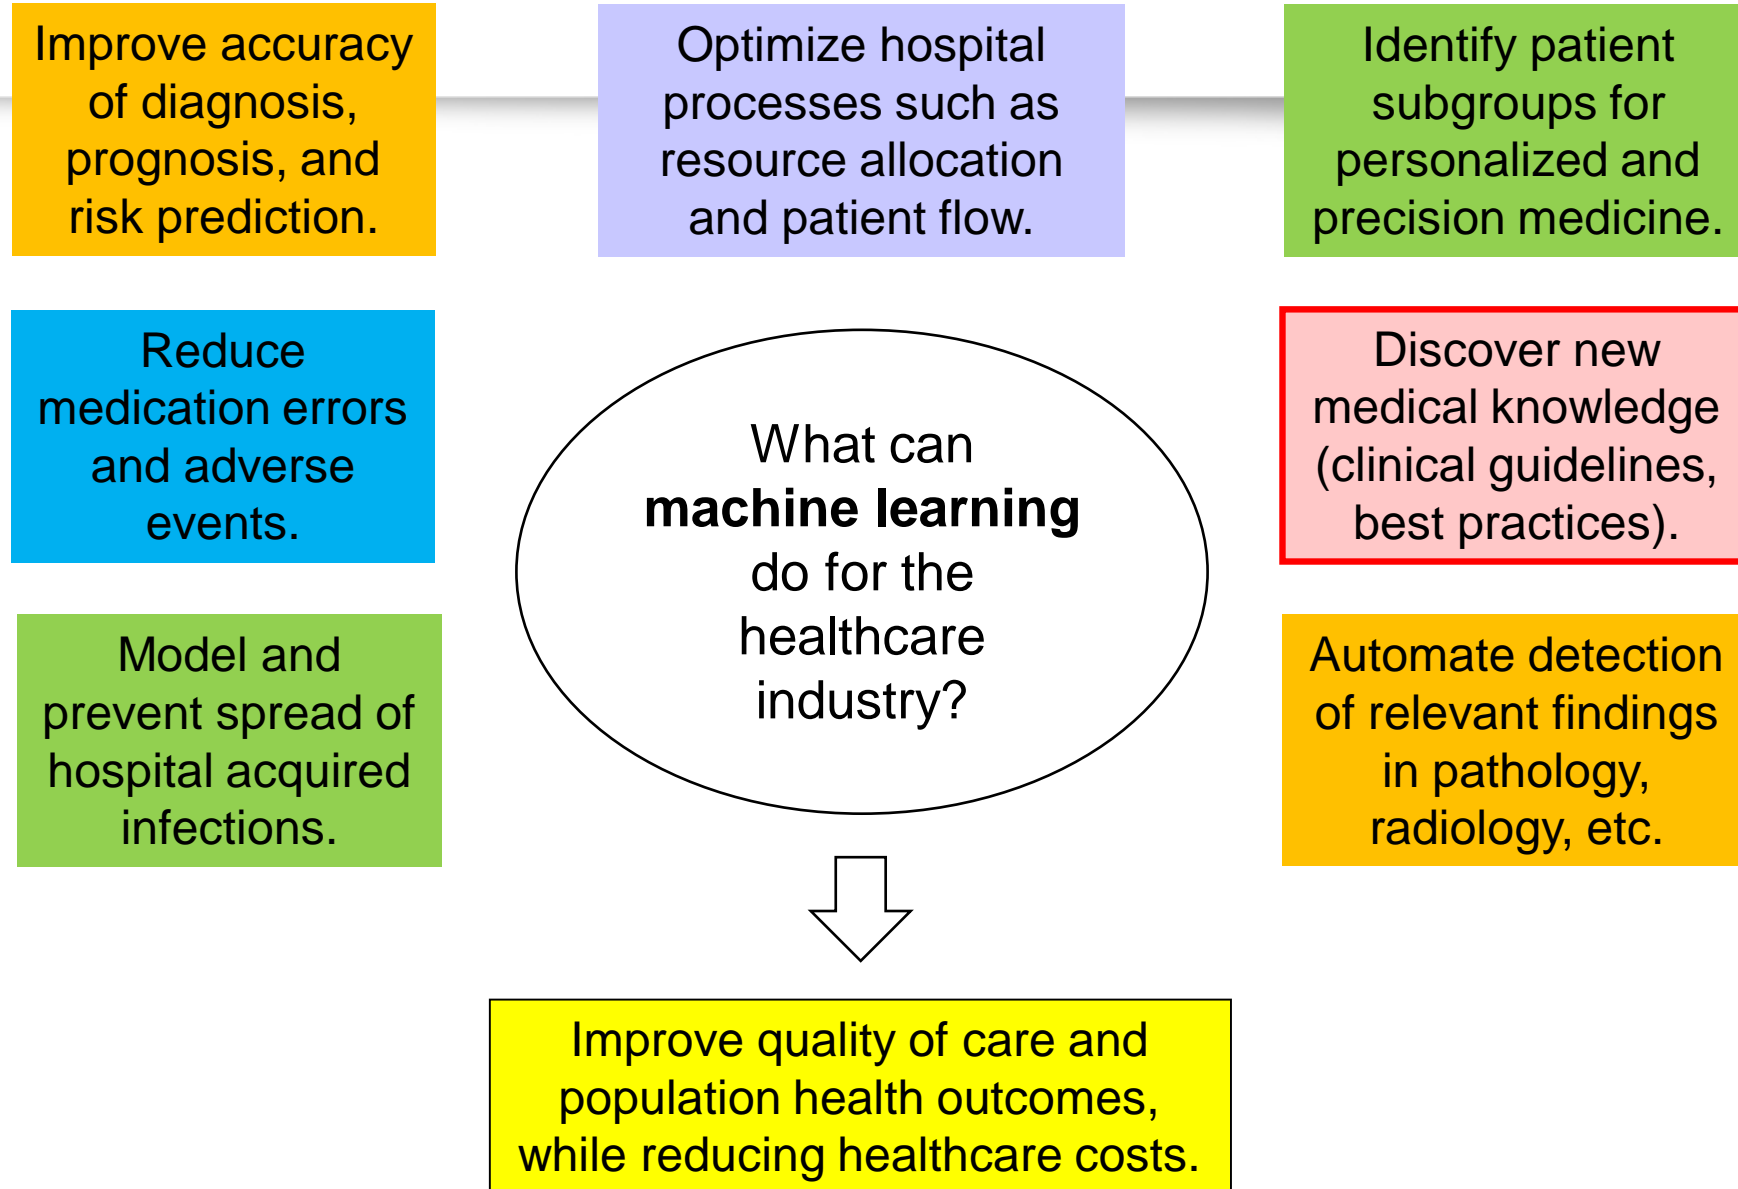 Improve accuracy
of diagnosis,
prognosis, and
risk prediction.
Optimize hospital
processes such as
resource allocation
and patient flow.
Identify patient
subgroups for
personalized and
precision medicine.
Reduce
medication errors
and adverse
events.
What can
machine learning
do for the
healthcare
industry?
Discover new
medical knowledge
(clinical guidelines,
best practices).
Model and
prevent spread of
hospital acquired
infections.
Automate detection
of relevant findings
in pathology,
radiology, etc.
Improve quality of care and
population health outcomes,
while reducing healthcare costs.